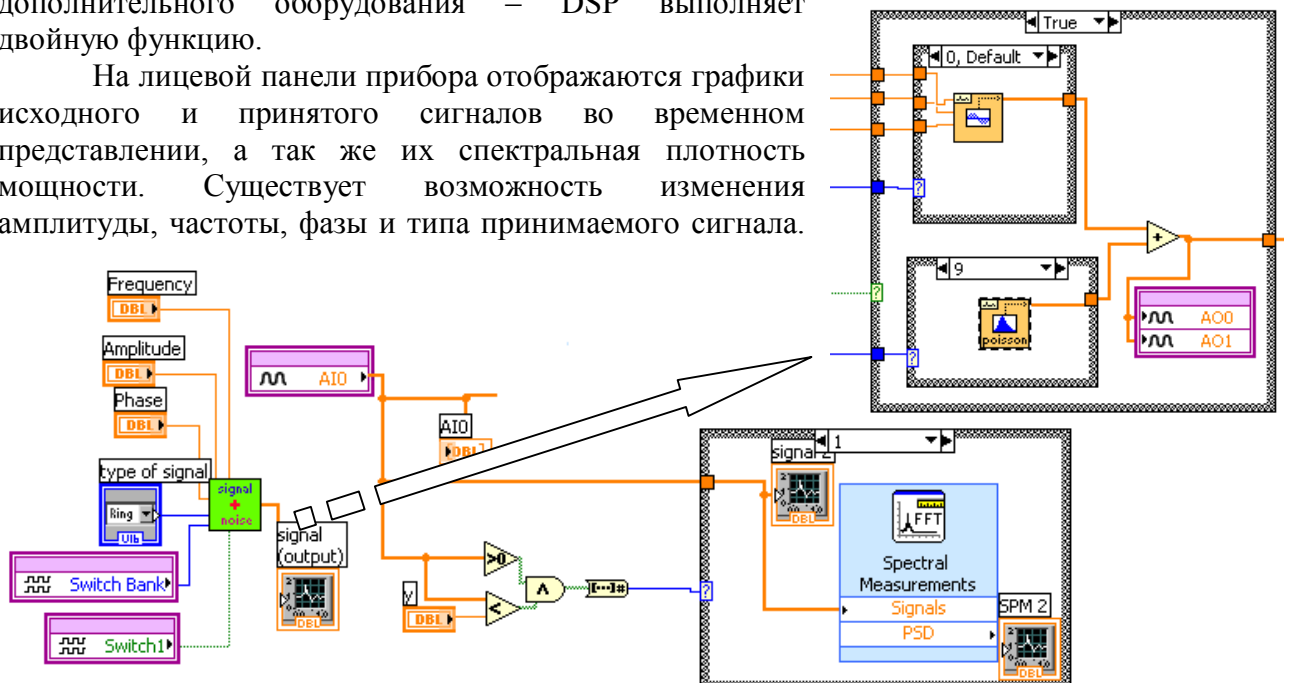 дополнительного оборудования – DSP выполняет
двойную функцию.
На лицевой панели прибора отображаются графики
исходного и принятого сигналов во временном
представлении, а так же их спектральная плотность
мощности. Существует возможность изменения
амплитуды, частоты, фазы и типа принимаемого сигнала.
True
0, Default
9
poisson
AO0
AO1
Frequency
DBL
Amplitude
DBL
Phase
DBL
type of signal
Ring
U16
Switch Bank
Switch1
signal
+
noise
signal
(output)
DBL
AI0
AI0
DBL
>0
<
y
DBL
1
signal 2
DBL
FFT
Spectral
Measurements
Signals
PSD
SPM 2
DBL